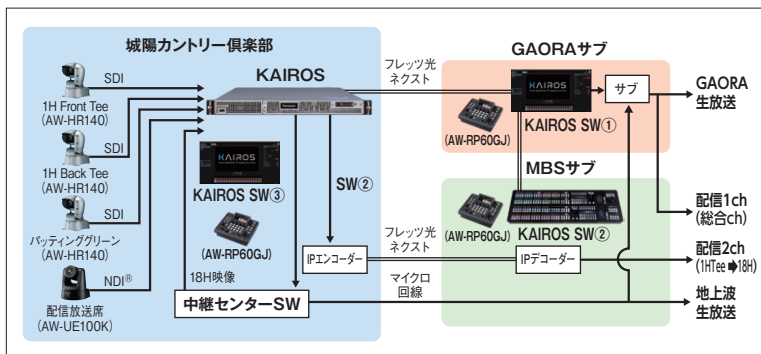 城陽カントリー倶楽部
GAORAサブ
KAIROS
フレッツ光
ネクスト
SDI
1H Front Tee
(AW-HR140)
SDI
1H Back Tee
(AW-HR140)
SDI
パッティンググリーン
(AW-HR140)
NDI®
配信放送席
(AW-UE100K)
KAIROS SW③
(AW-RP60GJ)
18H映像
SW②
IPエンコーダー
中継センターSW
KAIROS
(AW-RP60GJ)
KAIROS SW①
サブ
GAORA
生放送
MBSサブ
(AW-RP60GJ)
KAIROS SW②
フレッツ光
ネクスト
IPデコーダー
マイクロ
回線
配信1ch
(総合ch)
配信2ch
(1HTee➡18H)
地上波
生放送